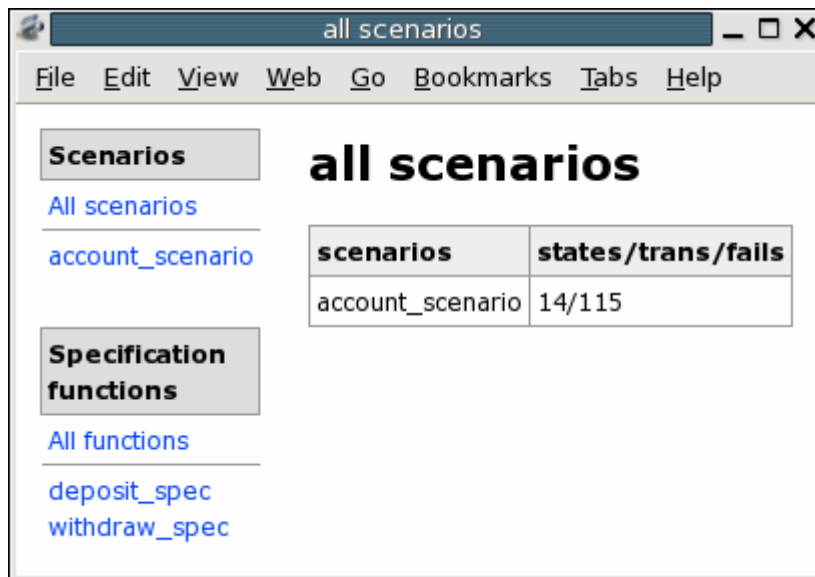 all scenarios
File Edit View Web Go Bookmarks Tabs Help
Scenarios
All scenarios
account_scenario
Specification
functions
All functions
deposit_spec
withdraw_spec
all scenarios
scenarios states/trans/fails
account_scenario 14/115